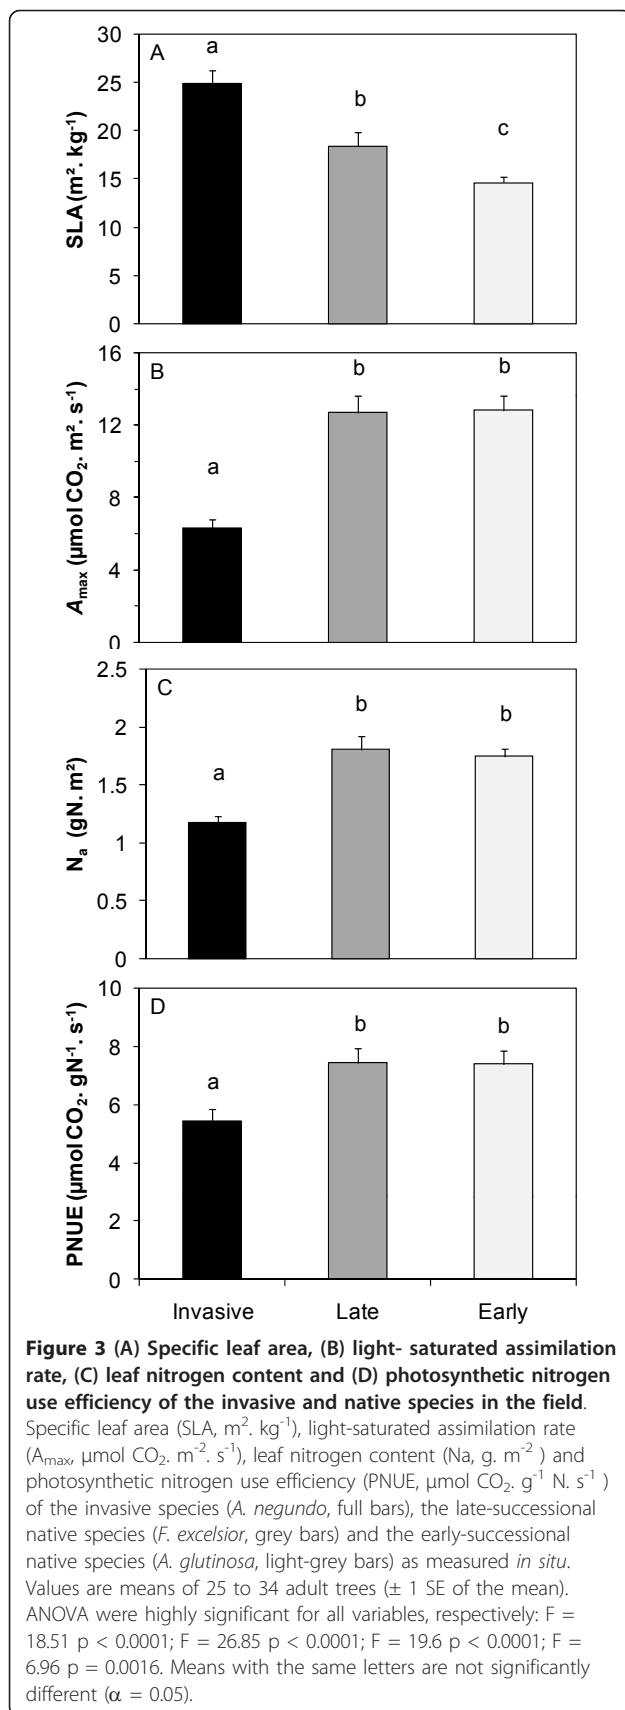 A
SLA (m². kg⁻¹)
30
25
20
15
10
5
0
a
b
c
B
Amax (µmol CO₂. m². s⁻¹)
16
12
8
4
0
a
b
b
C
Na (gN. m²)
2.5
2
1.5
1
0.5
0
a
b
b
D
PNUE (µmol CO₂. gN⁻¹. s⁻¹)
10
8
6
4
2
0
a
b
b
Invasive Late Early
Figure 3 (A) Specific leaf area, (B) light- saturated assimilation
rate, (C) leaf nitrogen content and (D) photosynthetic nitrogen
use efficiency of the invasive and native species in the field.
Specific leaf area (SLA, m². kg⁻¹), light-saturated assimilation rate
(Amax, µmol CO₂. m⁻². s⁻¹), leaf nitrogen content (Na, g. m⁻² ) and
photosynthetic nitrogen use efficiency (PNUE, µmol CO₂. g⁻¹ N. s⁻¹ )
of the invasive species (A. negundo, full bars), the late-successional
native species (F. excelsior, grey bars) and the early-successional
native species (A. glutinosa, light-grey bars) as measured in situ.
Values are means of 25 to 34 adult trees (± 1 SE of the mean).
ANOVA were highly significant for all variables, respectively: F =
18.51 p < 0.0001; F = 26.85 p < 0.0001; F = 19.6 p < 0.0001; F =
6.96 p = 0.0016. Means with the same letters are not significantly
different (α = 0.05).